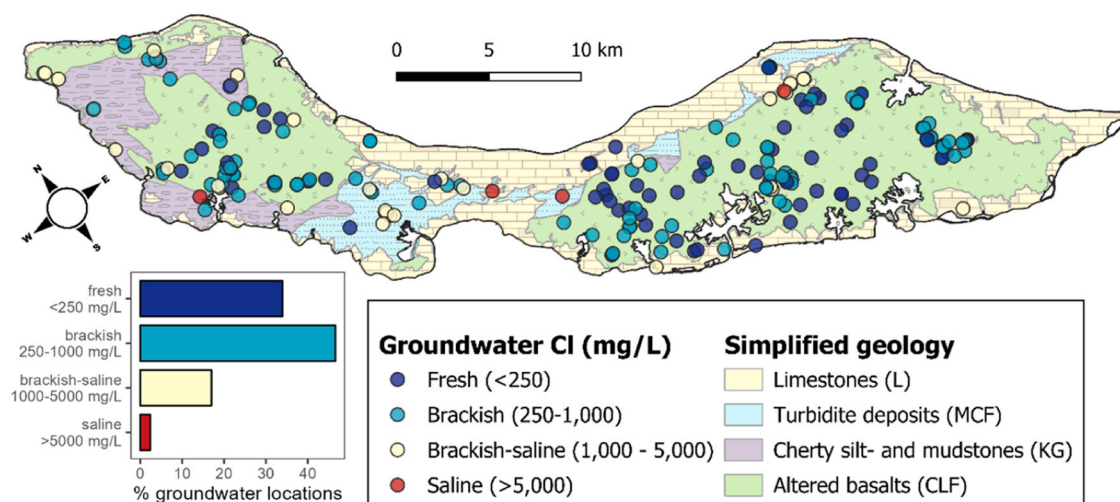 0 5 10 km
N
E
W
S
fresh
<250 mg/L
brackish
250-1000 mg/L
brackish-saline
1000-5000 mg/L
saline
>5000 mg/L
0 10 20 30 40
% groundwater locations
Groundwater Cl (mg/L)
Fresh (<250)
Brackish (250-1,000)
Brackish-saline (1,000 - 5,000)
Saline (>5,000)
Simplified geology
Limestones (L)
Turbidite deposits (MCF)
Cherty silt- and mudstones (KG)
Altered basalts (CLF)